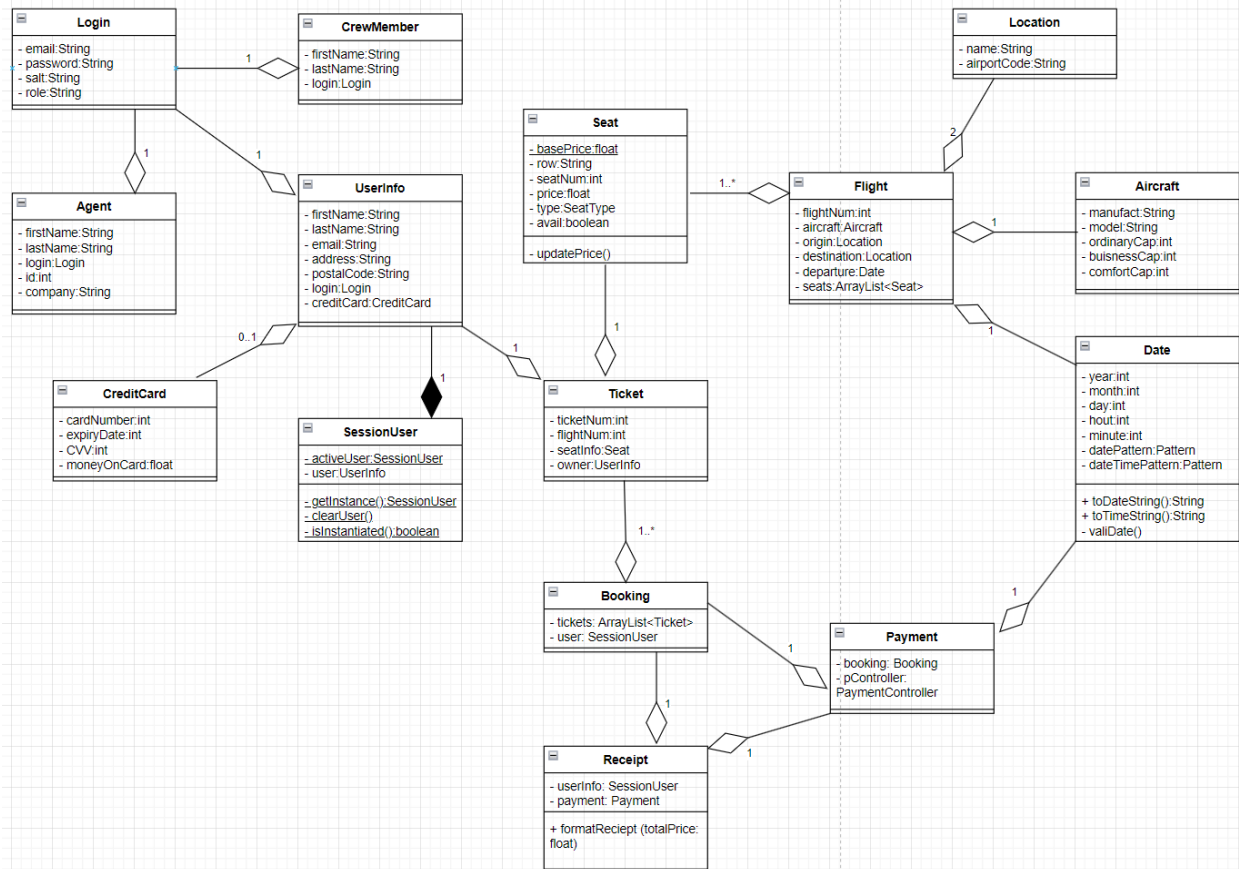 Login
- email:String
- password:String
- salt:String
- role:String
CrewMember
- firstName:String
- lastName:String
- login:Login
1
Location
- name:String
- airportCode:String
2
1
1
Agent
- firstName:String
- lastName:String
- login:Login
- id:int
- company:String
UserInfo
- firstName:String
- lastName:String
- email:String
- address:String
- postalCode:String
- login:Login
- creditCard:CreditCard
Seat
- basePrice:float
- row:String
- seatNum:int
- price:float
- type:SeatType
- avail:boolean
- updatePrice()
1..*
Flight
- flightNum:int
- aircraft:Aircraft
- origin:Location
- destination:Location
- departure:Date
- seats:ArrayList<Seat>
1
Aircraft
- manufact:String
- model:String
- ordinaryCap:int
- buisnessCap:int
- comfortCap:int
0..1
1
1
1
1
CreditCard
- cardNumber:int
- expiryDate:int
- CVV:int
- moneyOnCard:float
SessionUser
- activeUser:SessionUser
- user:UserInfo
- getInstance():SessionUser
- clearUser()
- isInstantiated():boolean
Ticket
- ticketNum:int
- flightNum:int
- seatInfo:Seat
- owner:UserInfo
Date
- year:int
- month:int
- day:int
- hout:int
- minute:int
- datePattern:Pattern
- dateTimePattern:Pattern
+ toDateString():String
+ toTimeString():String
- valiDate()
1..*
1
Booking
- tickets: ArrayList<Ticket>
- user: SessionUser
1
Payment
- booking: Booking
- pController:
PaymentController
1
1
Receipt
- userInfo: SessionUser
- payment: Payment
+ formatReciept (totalPrice:
float)